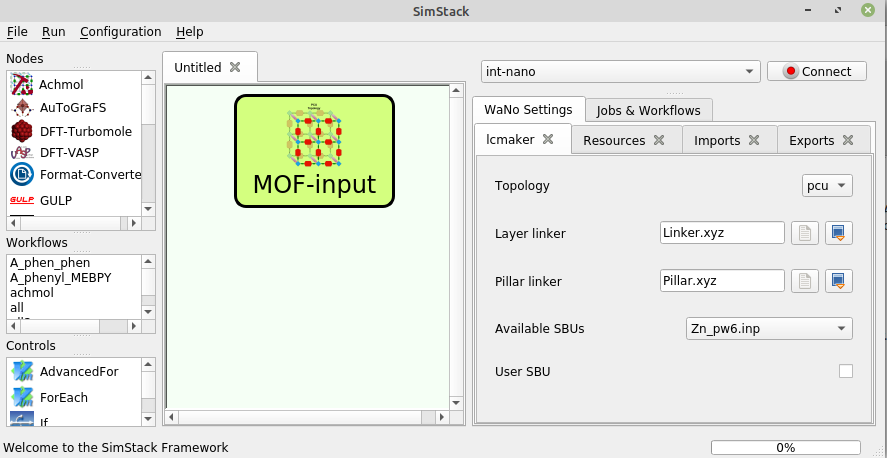 SimStack
File Run Configuration Help
Nodes
Achmol
AuToGraFS
DFT-Turbomole
DFT-VASP
Format-Converte
GULP
GULP
Workflows
A_phen_phen
A_phenyl_MEBPY
achmol
all
Controls
AdvancedFor
ForEach
If
Untitled
MOF-input
int-nano
Connect
WaNo Settings Jobs & Workflows
lcmaker Resources Imports Exports
Topology pcu
Layer linker Linker.xyz
Pillar linker Pillar.xyz
Available SBUs Zn_pw6.inp
User SBU
Welcome to the SimStack Framework 0%